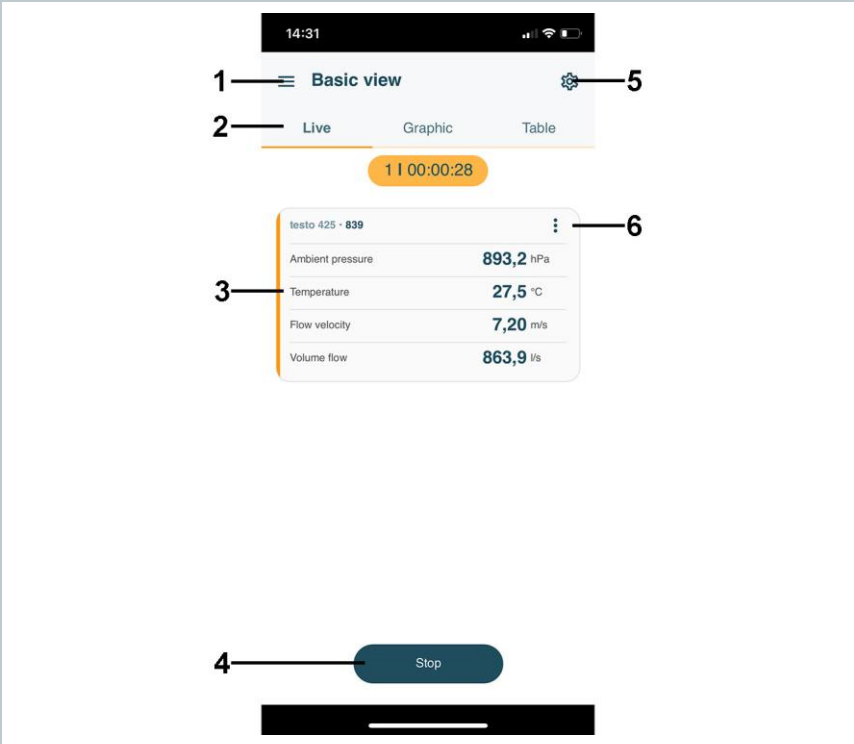 14:31
1 Basic view 5
2 Live Graphic Table
1 I 00:00:28
testo 425 · 839 6
Ambient pressure 893,2 hPa
3 Temperature 27,5 °C
Flow velocity 7,20 m/s
Volume flow 863,9 l/s
4 Stop